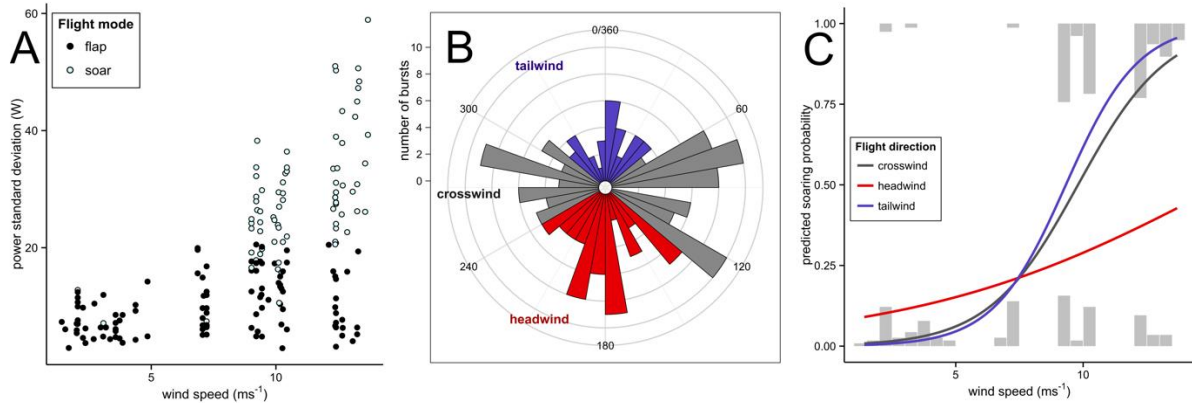 A
Flight mode
flap
soar
60
40
20
power standard deviation (W)
5
10
wind speed (ms⁻¹)
B
0/360
60
120
180
240
300
10
8
6
4
2
0
number of bursts
tailwind
crosswind
headwind
C
1.00
0.75
0.50
0.25
0.00
predicted soaring probability
Flight direction
crosswind
headwind
tailwind
5
10
wind speed (ms⁻¹)